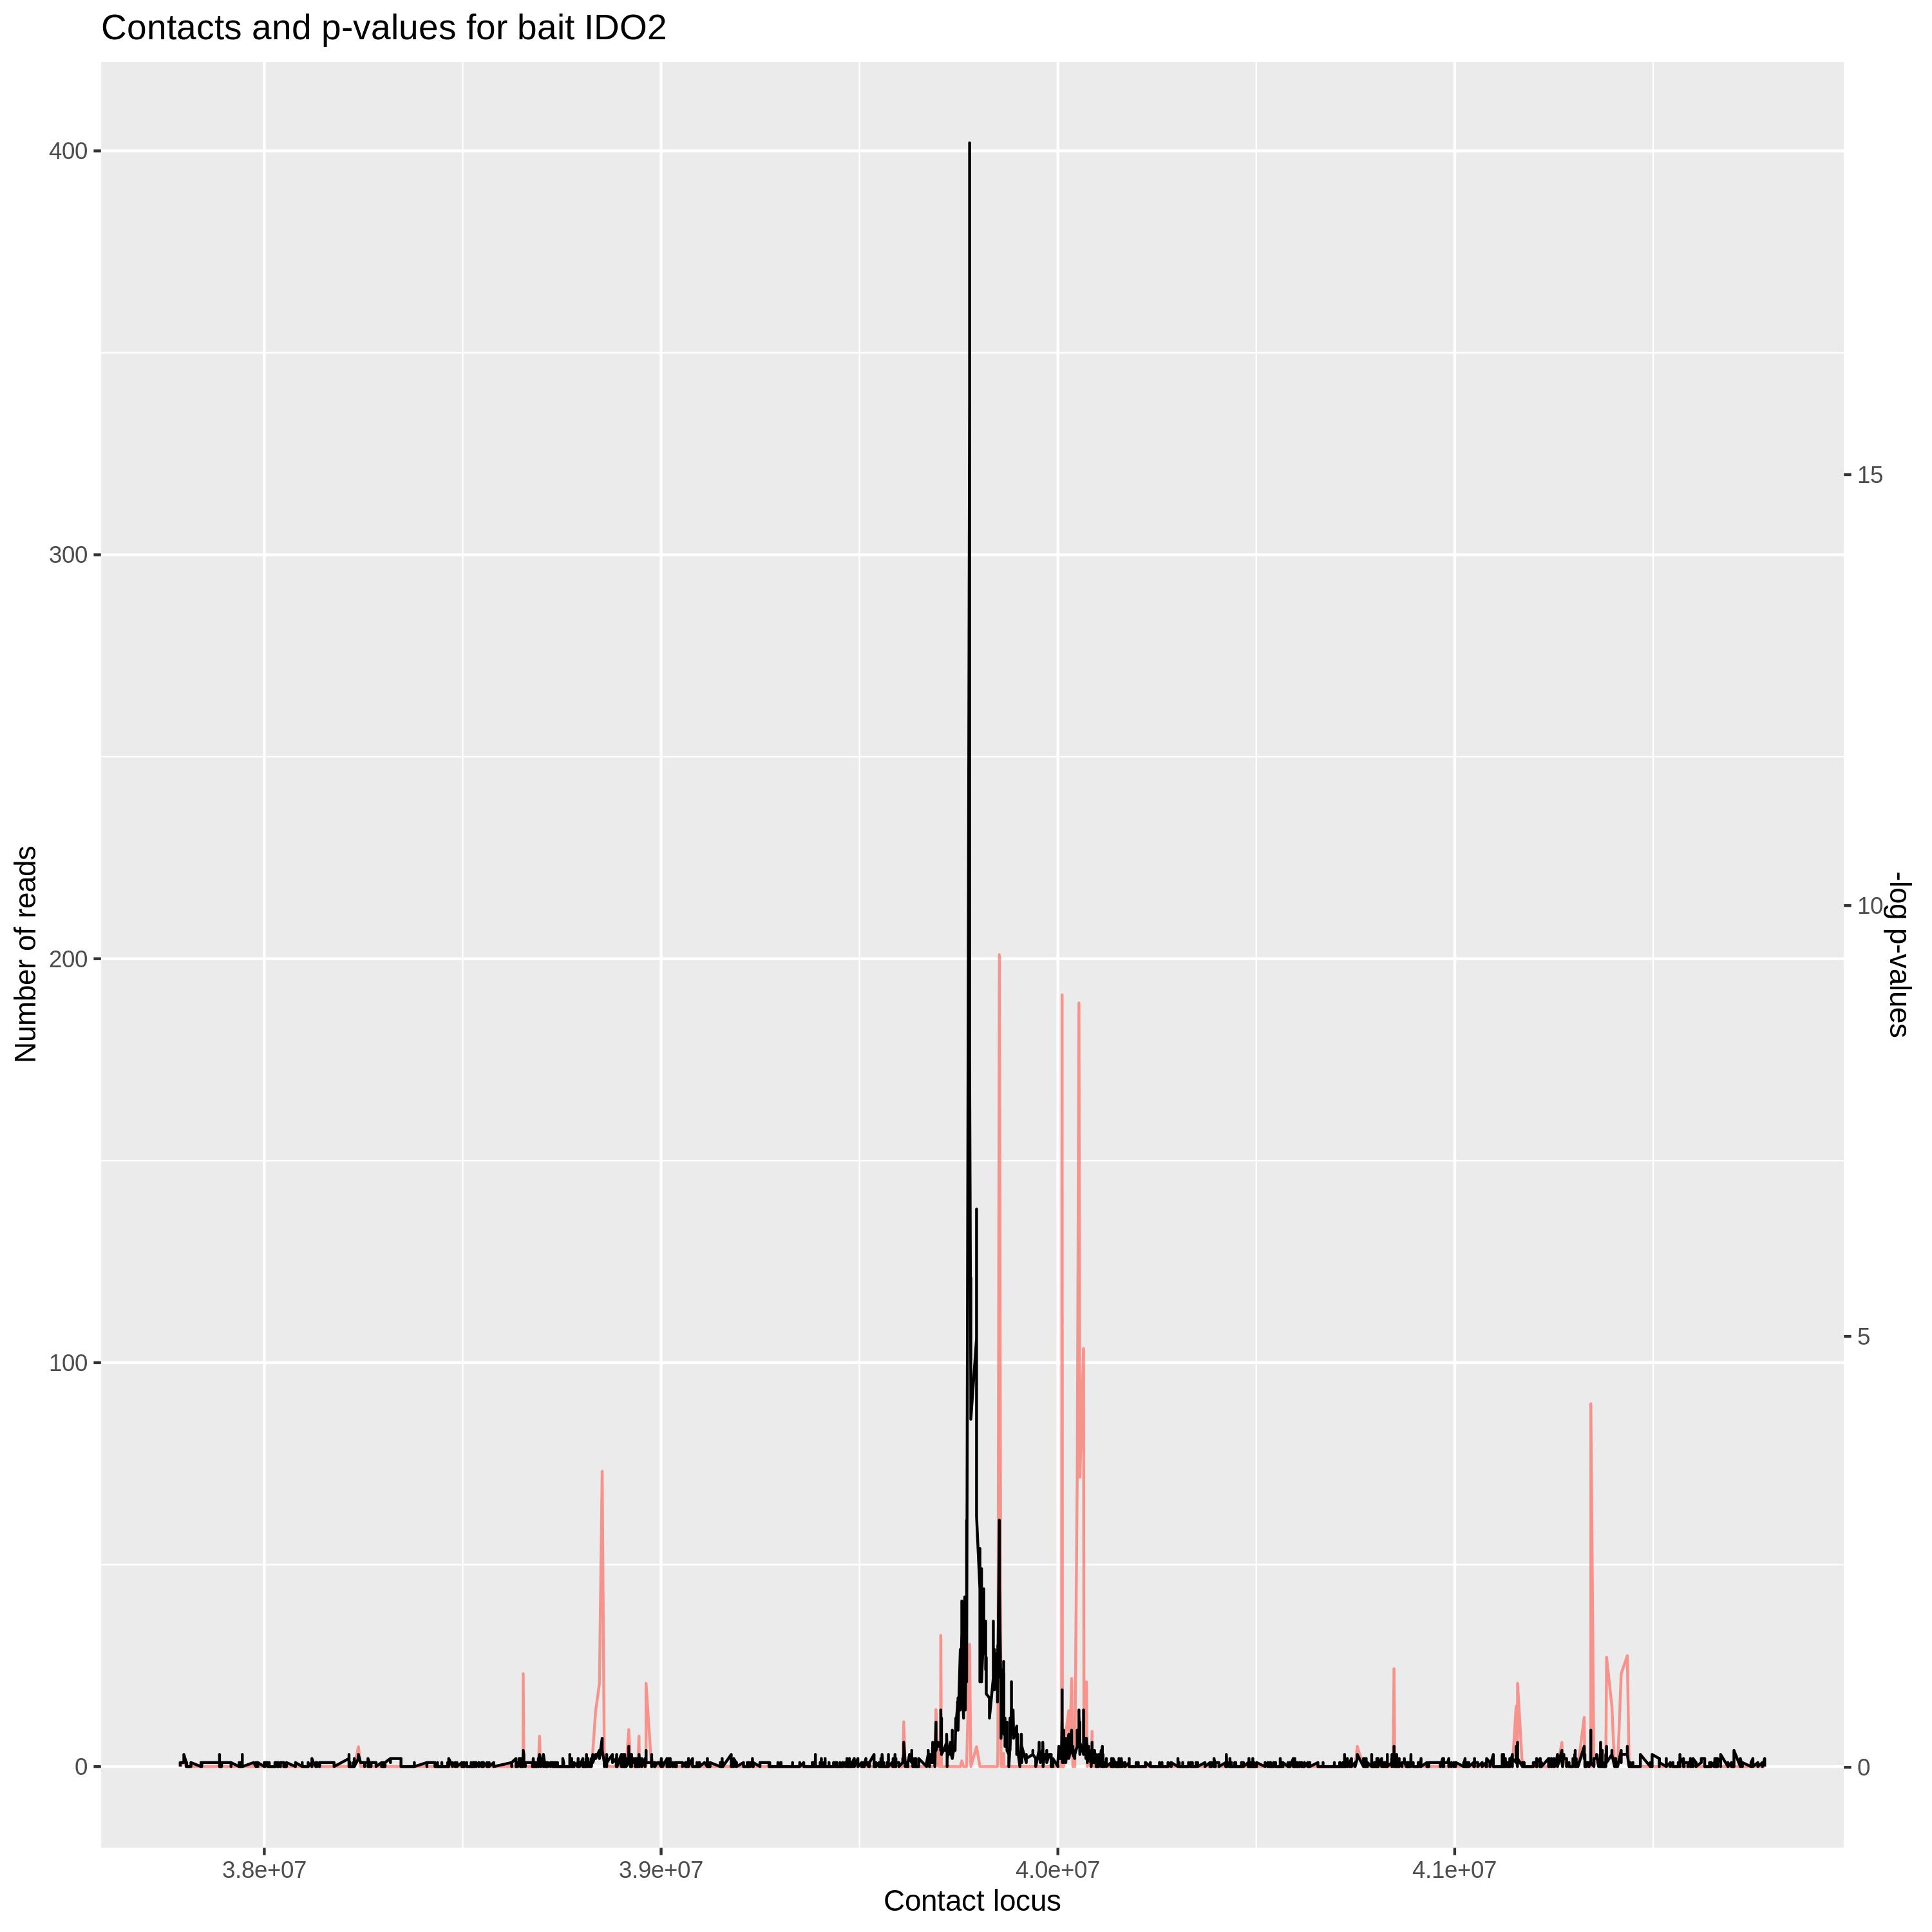 Contacts and p-values for bait IDO2
400
300
200
100
0
Number of reads
15
10
5
0
-log p-values
3.8e+07
3.9e+07
4.0e+07
4.1e+07
Contact locus